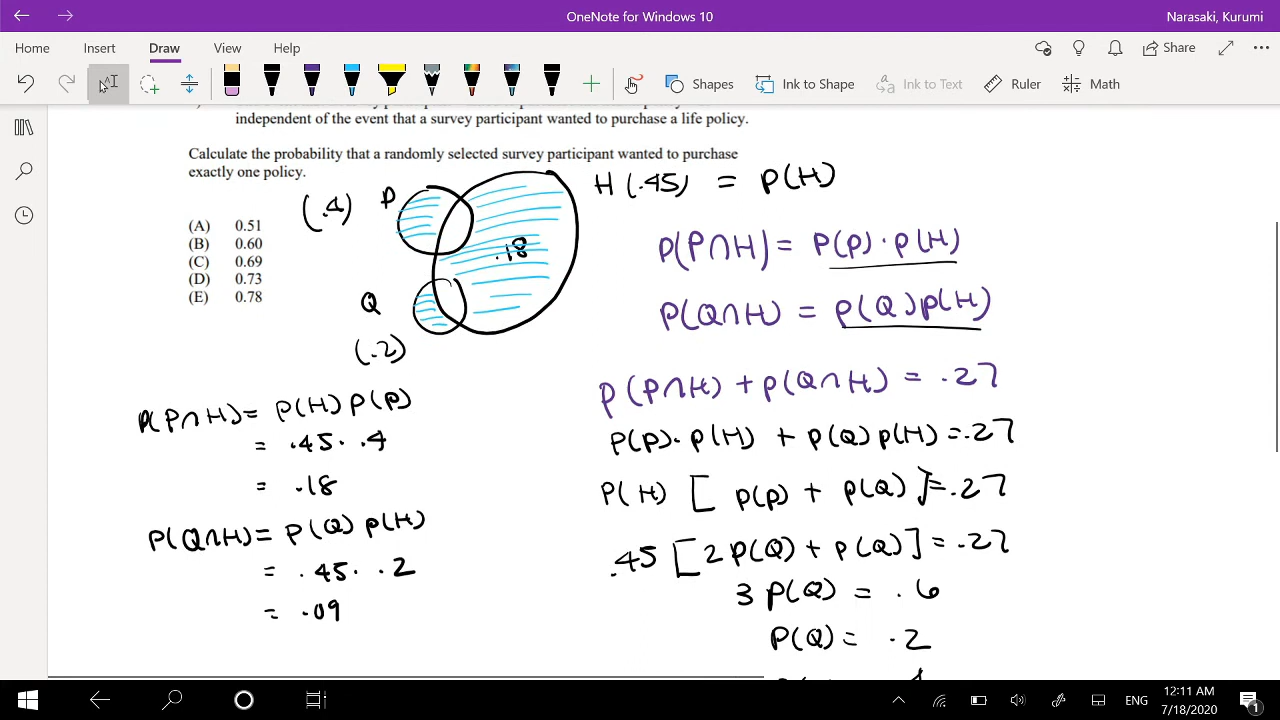 OneNote for Windows 10
Narasaki, Kurumi
Home Insert Draw View Help
Share
Shapes Ink to Shape Ink to Text Ruler Math
independent of the event that a survey participant wanted to purchase a life policy.
Calculate the probability that a randomly selected survey participant wanted to purchase
exactly one policy.
(A) 0.51
(B) 0.60
(C) 0.69
(D) 0.73
(E) 0.78
(.4) P
.18
Q
(.2)
H (.45) = P(H)
P(P∩H) = P(P) · P(H)
P(Q∩H) = P(Q)P(H)
P(P∩H) + P(Q∩H) = .27
P(P) · P(H) + P(Q) P(H) = .27
P(H) [ P(P) + P(Q) ] = .27
.45 [2 P(Q) + P(Q)] = .27
3 P(Q) = .6
P(Q) = .2
P(P∩H) = P(H) P(P)
= .45 · .4
= .18
P(Q∩H) = P(Q) P(H)
= .45 · .2
= .09
ENG
12:11 AM
7/18/2020
1